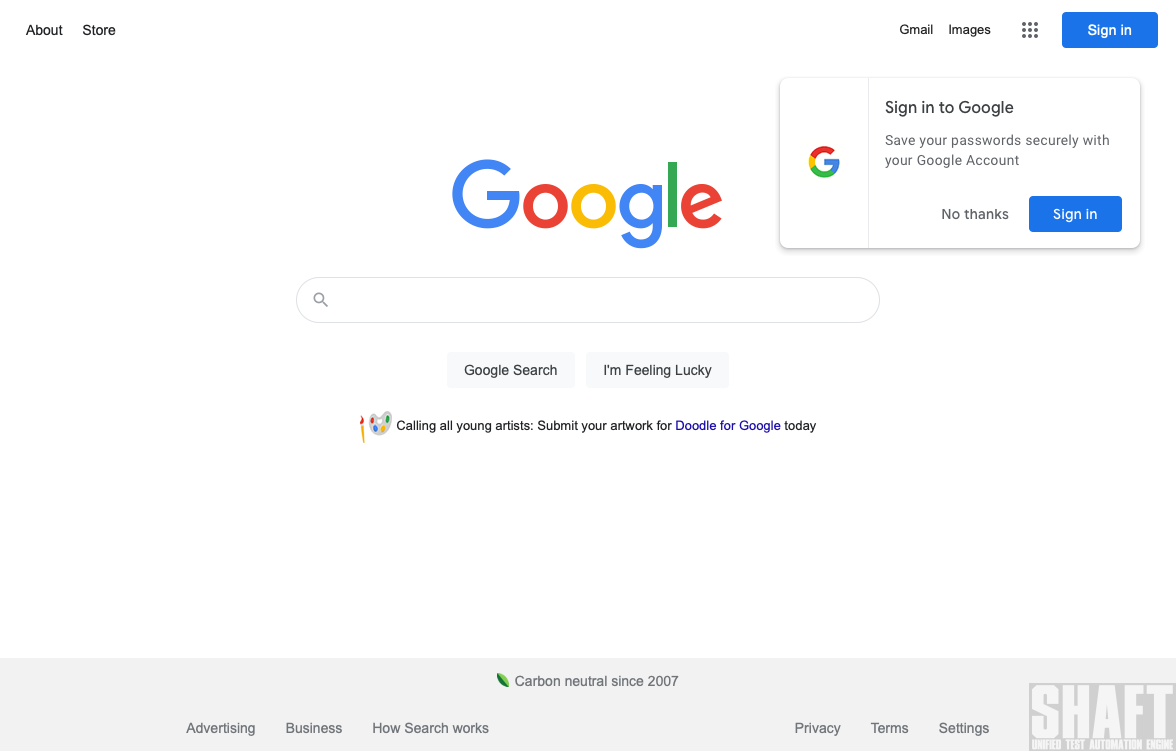 About Store
Gmail Images Sign in
Sign in to Google
Save your passwords securely with
your Google Account
No thanks Sign in
Google
Google Search I'm Feeling Lucky
Calling all young artists: Submit your artwork for Doodle for Google today
Carbon neutral since 2007
Advertising Business How Search works
Privacy Terms Settings
SHAFT
UNIFIED TEST AUTOMATION ENGINE